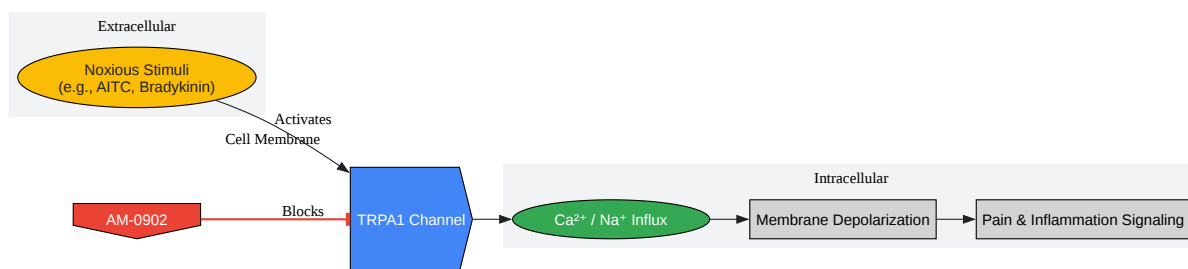 Extracellular
Noxious Stimuli
(e.g., AITC, Bradykinin)
Activates
Cell Membrane
Intracellular
AM-0902
Blocks
TRPA1 Channel
Ca²⁺ / Na⁺ Influx
Membrane Depolarization
Pain & Inflammation Signaling